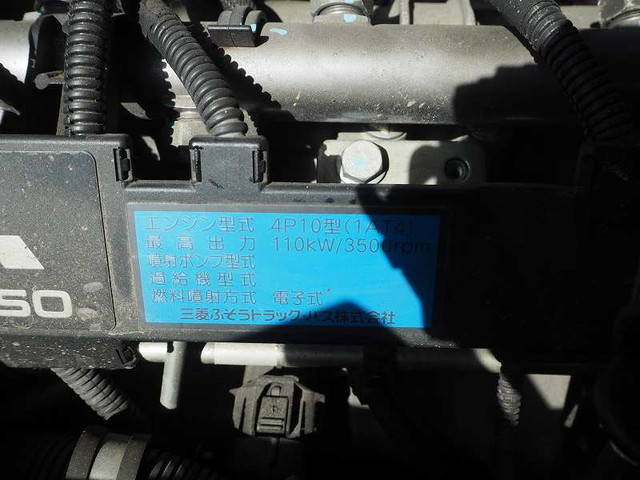 エンジン型式 4P10型(1AT4)
最高出力 110kW/3500rpm
噴射ポンプ型式
過給機型式
燃料噴射方式 電子式
三菱ふそうトラック・バス株式会社
50